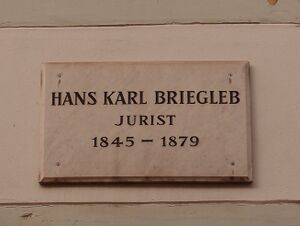 HANS KARL BRIEGLEB
JURIST
1845 – 1879